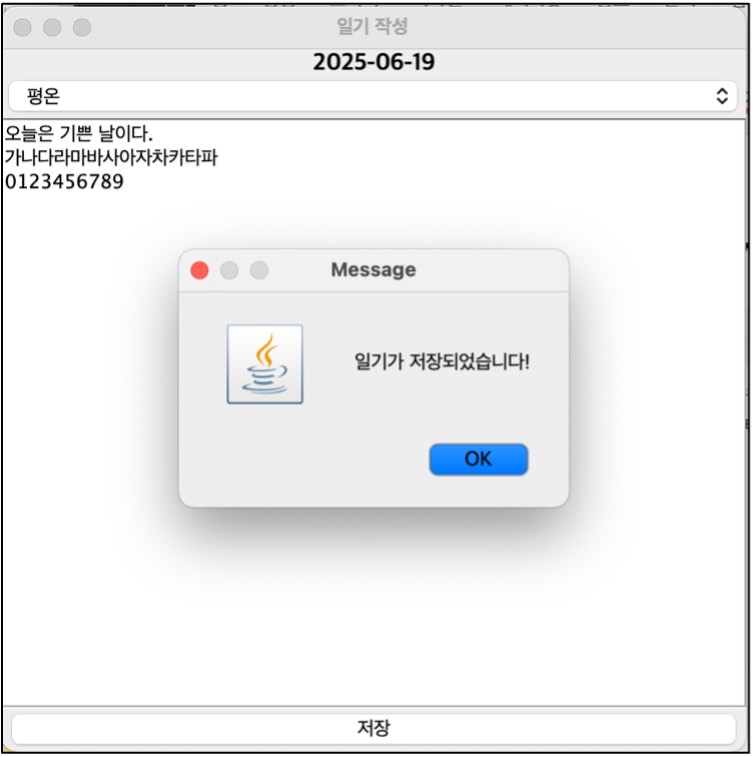 일기 작성
2025-06-19
평온
오늘은 기쁜 날이다.
가나다라마바사아자차카타파
0123456789
Message
일기가 저장되었습니다!
OK
저장